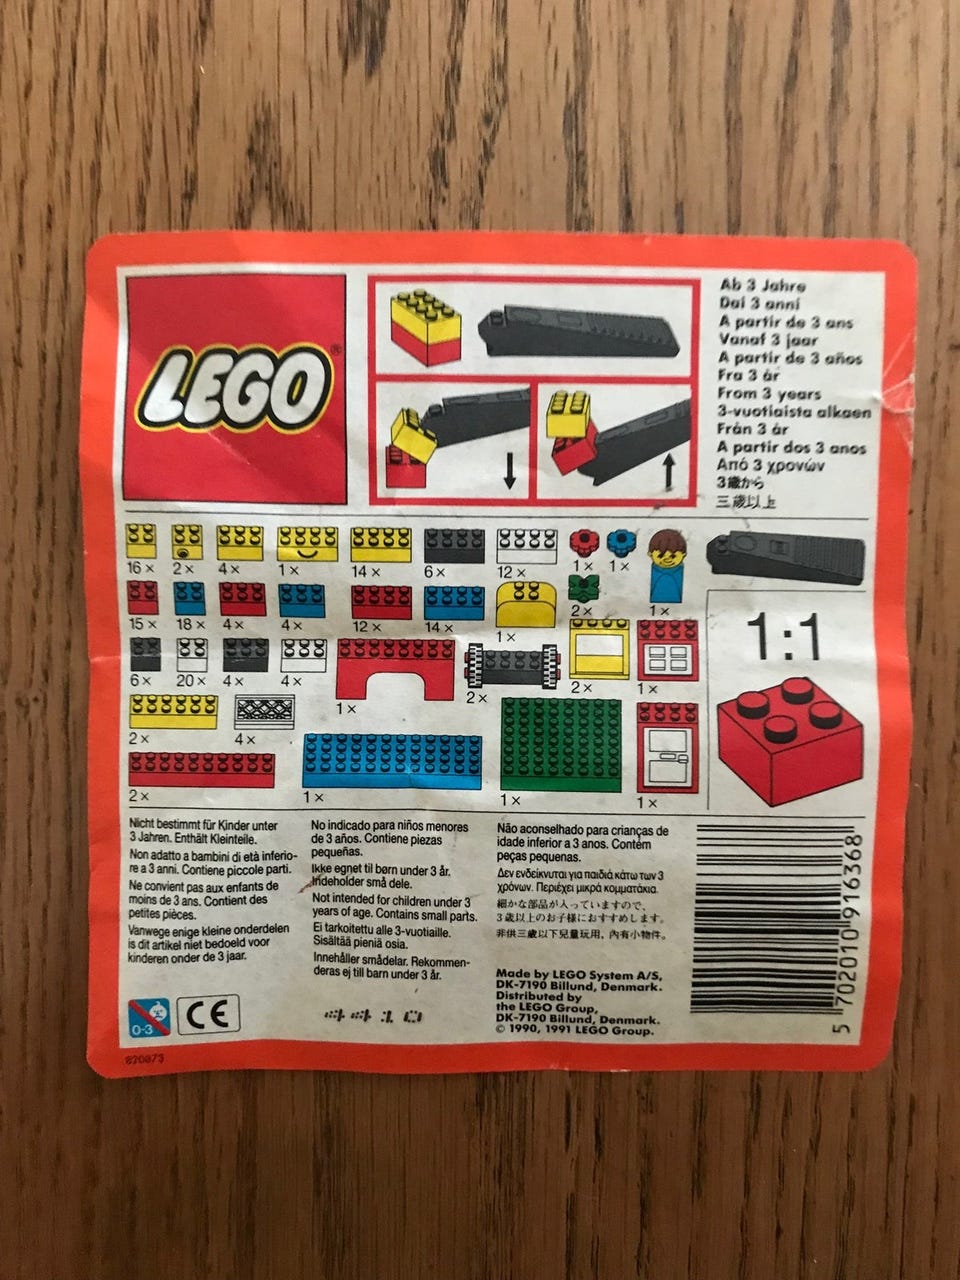 LEGO®
Ab 3 Jahre
Dai 3 anni
A partir de 3 ans
Vanaf 3 jaar
A partir de 3 años
Fra 3 år
From 3 years
3-vuotiaista alkaen
Från 3 år
A partir dos 3 anos
Από 3 χρονών
3歳から
三歲以上
16 x 2 x 4 x 1 x 14 x 6 x 12 x 1 x 1 x
2 x 1 x
15 x 18 x 4 x 4 x 12 x 14 x 1 x
6 x 20 x 4 x 4 x 1 x 2 x 2 x 1 x
2 x 4 x
2 x 1 x 1 x 1 x
1:1
Nicht bestimmt für Kinder unter
3 Jahren. Enthält Kleinteile.
Non adatto a bambini di età inferio-
re a 3 anni. Contiene piccole parti.
Ne convient pas aux enfants de
moins de 3 ans. Contient des
petites pièces.
Vanwege enige kleine onderdelen
is dit artikel niet bedoeld voor
kinderen onder de 3 jaar.
No indicado para niños menores
de 3 años. Contiene piezas
pequeñas.
Ikke egnet til børn under 3 år.
Indeholder små dele.
Not intended for children under 3
years of age. Contains small parts.
Ei tarkoitettu alle 3-vuotiaille.
Sisältää pieniä osia.
Innehåller smådelar. Rekommen-
deras ej till barn under 3 år.
Não aconselhado para crianças de
idade inferior a 3 anos. Contém
peças pequenas.
Δεν ενδείκνυται για παιδιά κάτω των 3
χρόνων. Περιέχει μικρά κομματάκια.
細かな部品が入っていますので、
3歳以上のお子様におすすめします。
非供三歲以下兒童玩用，內有小物件。
Made by LEGO System A/S,
DK-7190 Billund, Denmark.
Distributed by
the LEGO Group,
DK-7190 Billund, Denmark.
© 1990, 1991 LEGO Group.
5 702010 916368
0-3
CE
820873